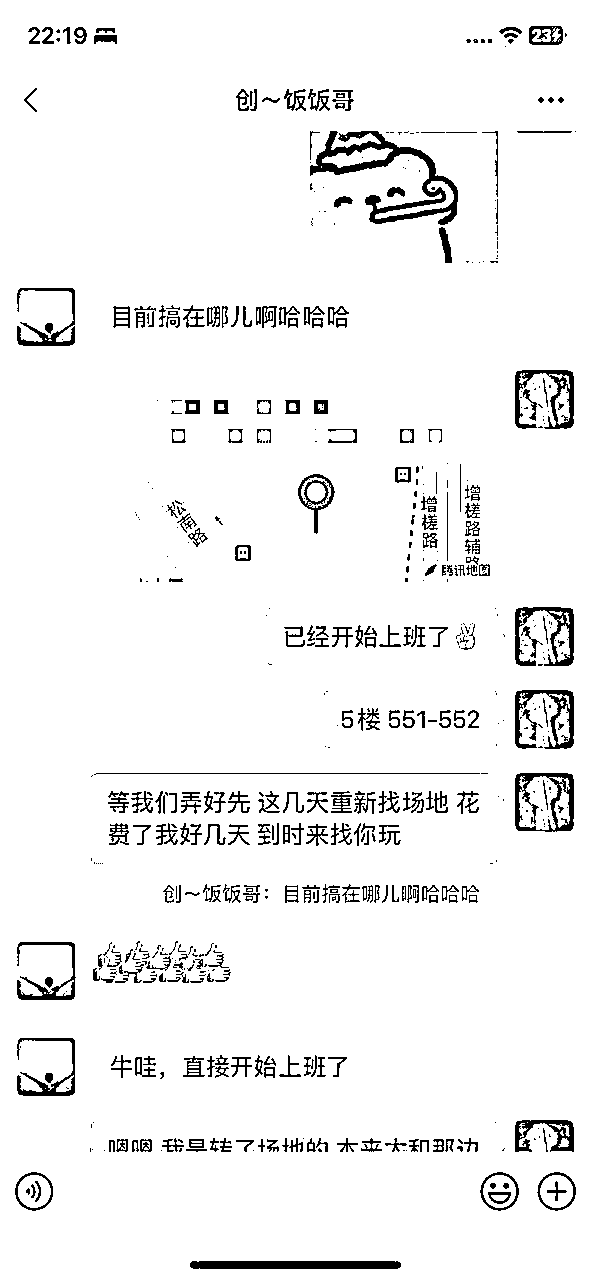 22:19
23
创～饭饭哥
目前搞在哪儿啊哈哈哈
松南路
增槎路
增槎路辅路
腾讯地图
已经开始上班了✌
5楼 551-552
等我们弄好先 这几天重新找场地 花
费了我好几天 到时来找你玩
创～饭饭哥：目前搞在哪儿啊哈哈哈
👍👍👍👍👍👍👍👍👍👍
牛哇，直接开始上班了
嗯嗯 我是转了场地的 本来太和那边